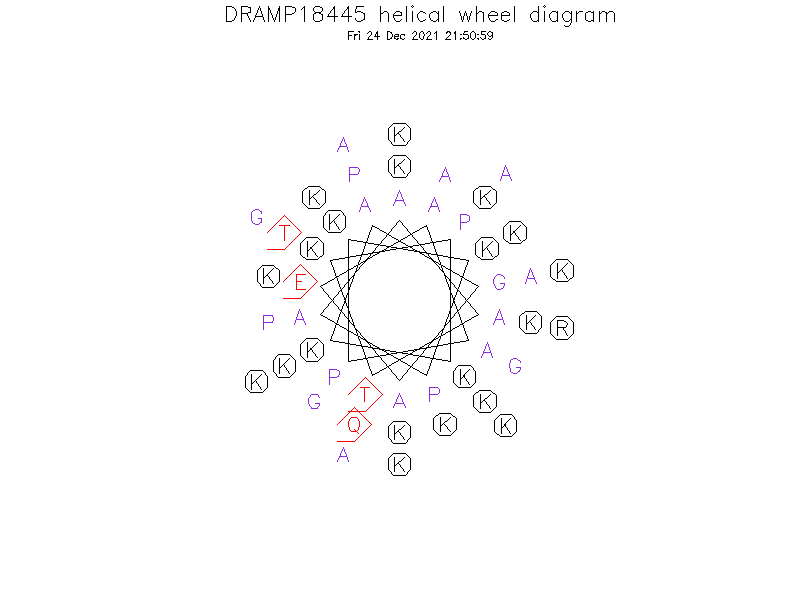 DRAMP18445 helical wheel diagram
Fri 24 Dec 2021 21:50:59
K
A K
P A A
K A A A K
G K P
T K K K
K E G A K
P A A K R
K A
K K P K G
G T A P K
Q K K K
A K